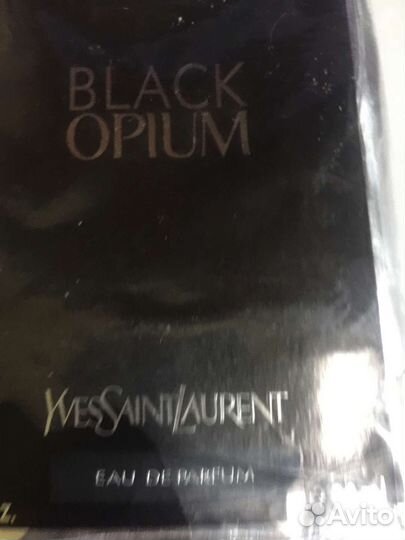 BLACK
OPIUM
YVESSAINTLAURENT
EAU DE PARFUM
Avito